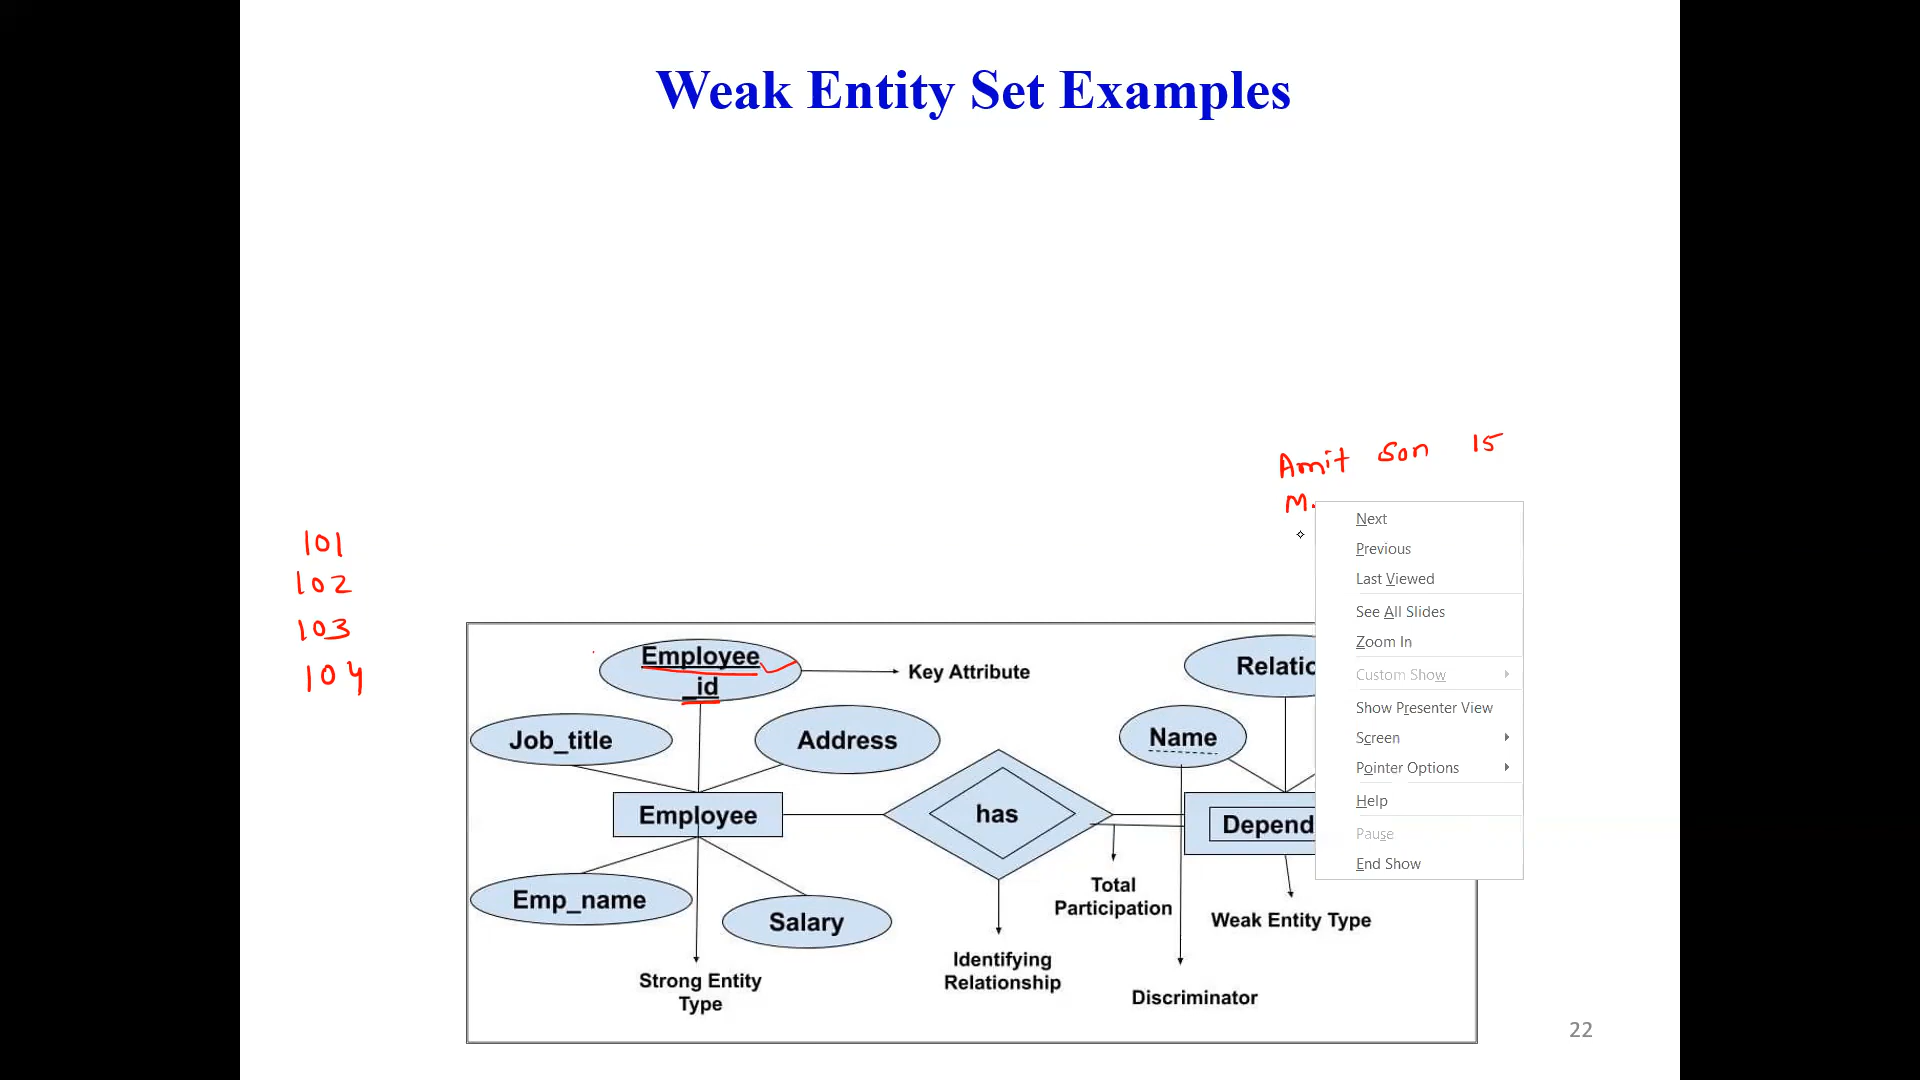 Weak Entity Set Examples
Amit son 15
M.
101
102
103
104
Next
Previous
Last Viewed
See All Slides
Zoom In
Custom Show
Show Presenter View
Screen
Pointer Options
Help
Pause
End Show
Employee
_id
Key Attribute
Relatio
Job_title
Address
Name
Employee
has
Depend
Emp_name
Salary
Total
Participation
Weak Entity Type
Strong Entity
Type
Identifying
Relationship
Discriminator
22